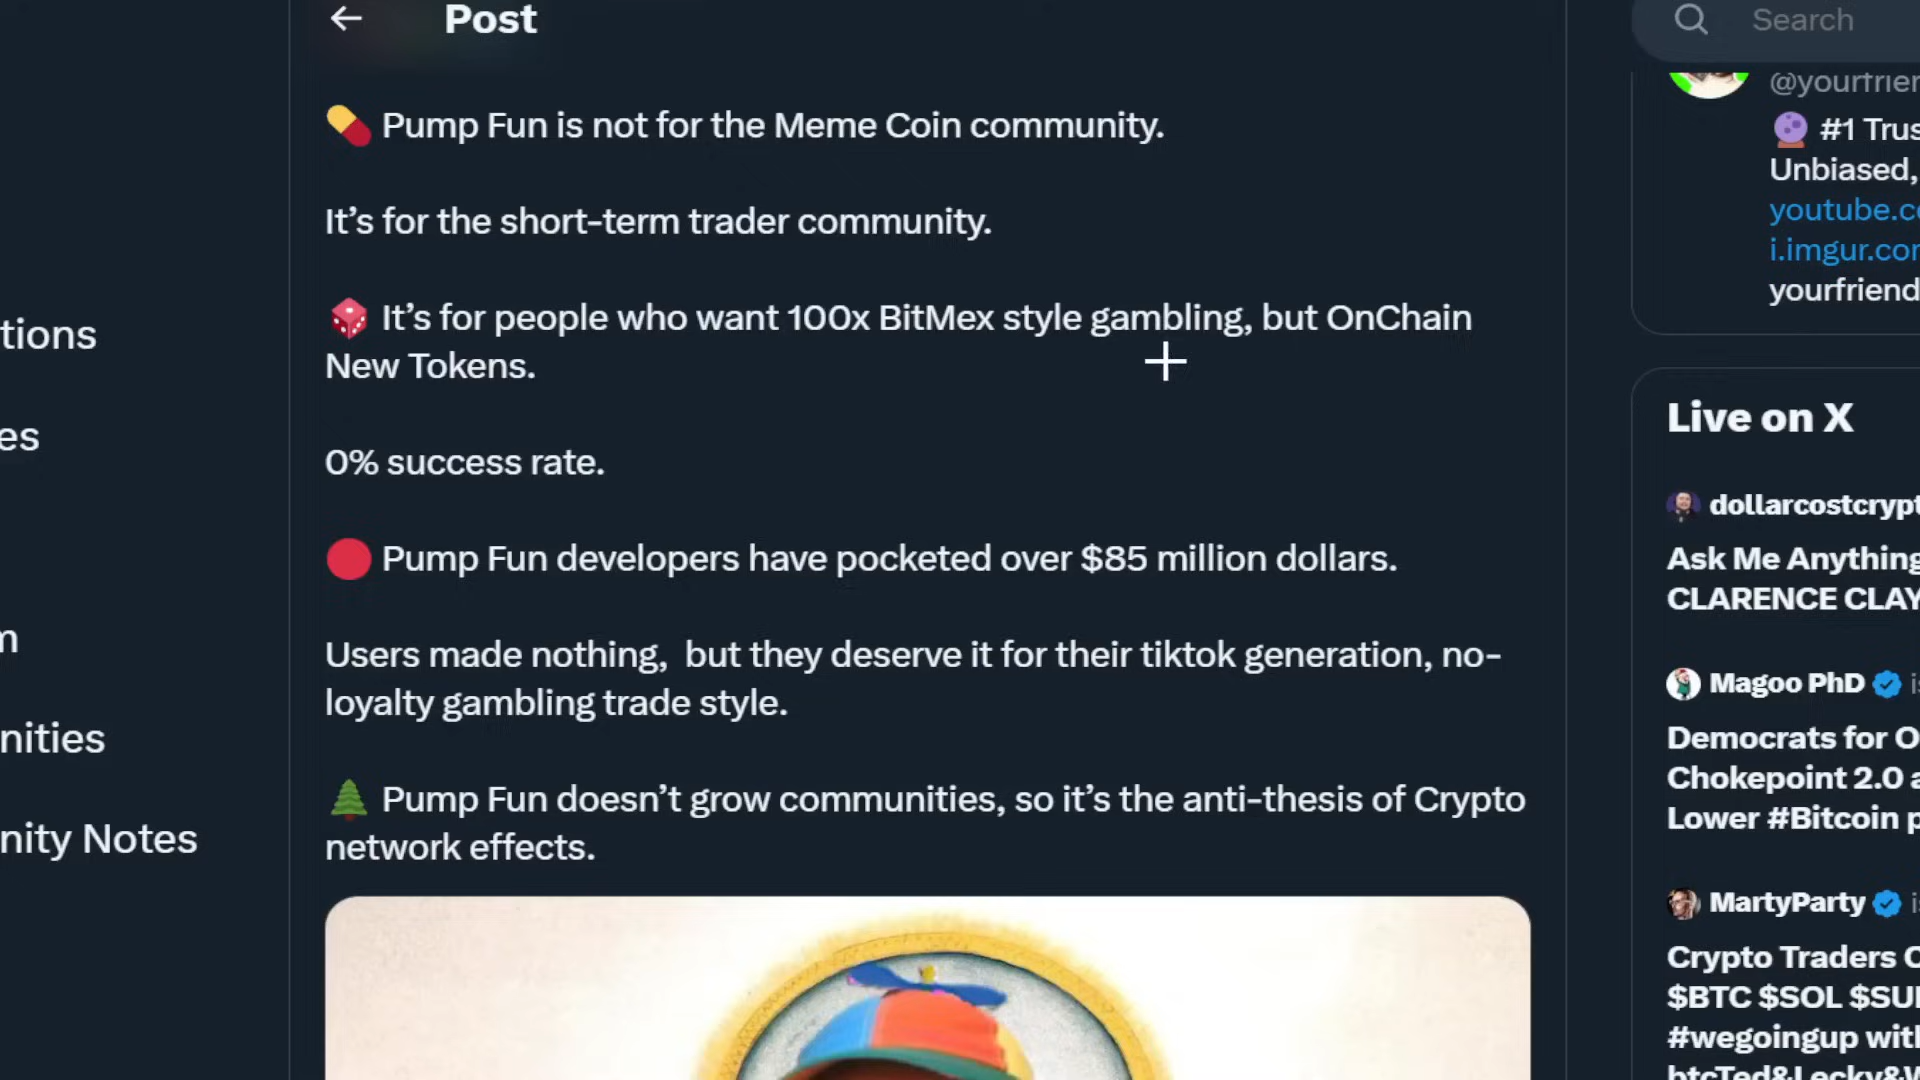 Post
Search
💊 Pump Fun is not for the Meme Coin community.
It's for the short-term trader community.
🎲 It's for people who want 100x BitMex style gambling, but OnChain
New Tokens.
0% success rate.
🔴 Pump Fun developers have pocketed over $85 million dollars.
Users made nothing,  but they deserve it for their tiktok generation, no-
loyalty gambling trade style.
🌲 Pump Fun doesn't grow communities, so it's the anti-thesis of Crypto
network effects.
tions
es
m
nities
nity Notes
@yourfrier
🔮 #1 Trus
Unbiased,
youtube.c
i.imgur.cor
yourfriend
Live on X
dollarcostcrypt
Ask Me Anything
CLARENCE CLAY
Magoo PhD
Democrats for O
Chokepoint 2.0 a
Lower #Bitcoin p
MartyParty
Crypto Traders C
$BTC $SOL $SUI
#wegoingup with
btcTed&Lecky&W